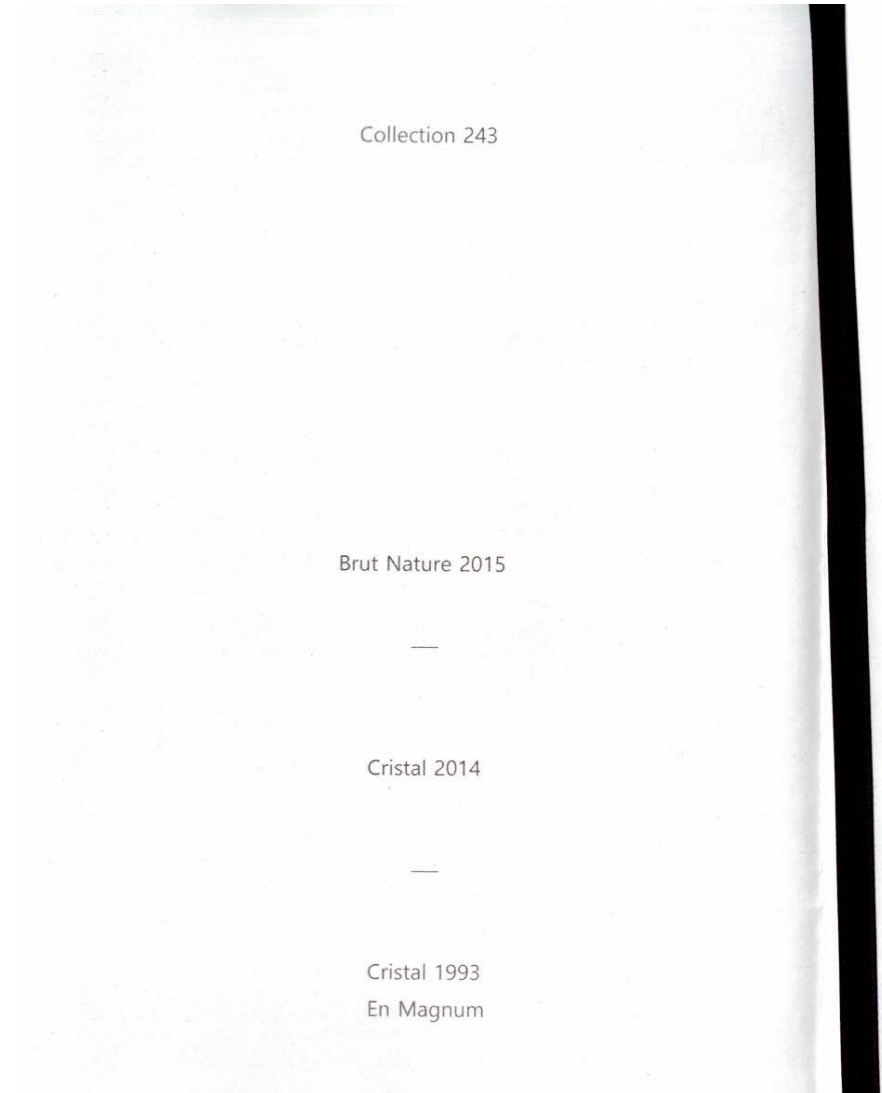 Collection 243
Brut Nature 2015
—
Cristal 2014
—
Cristal 1993
En Magnum